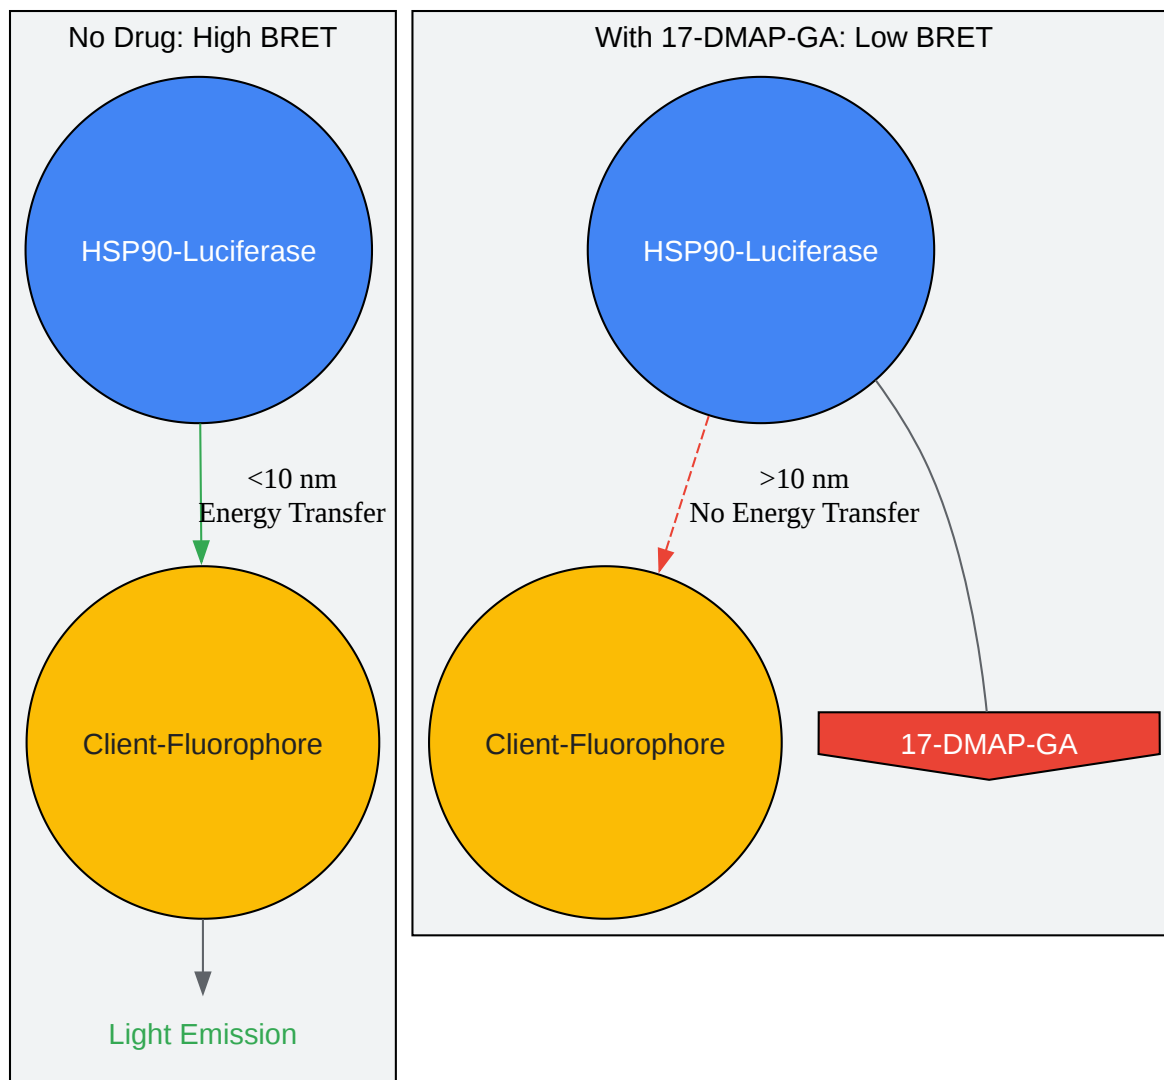 No Drug: High BRET
HSP90-Luciferase
<10 nm
Energy Transfer
Client-Fluorophore
Light Emission
With 17-DMAP-GA: Low BRET
HSP90-Luciferase
>10 nm
No Energy Transfer
Client-Fluorophore
17-DMAP-GA